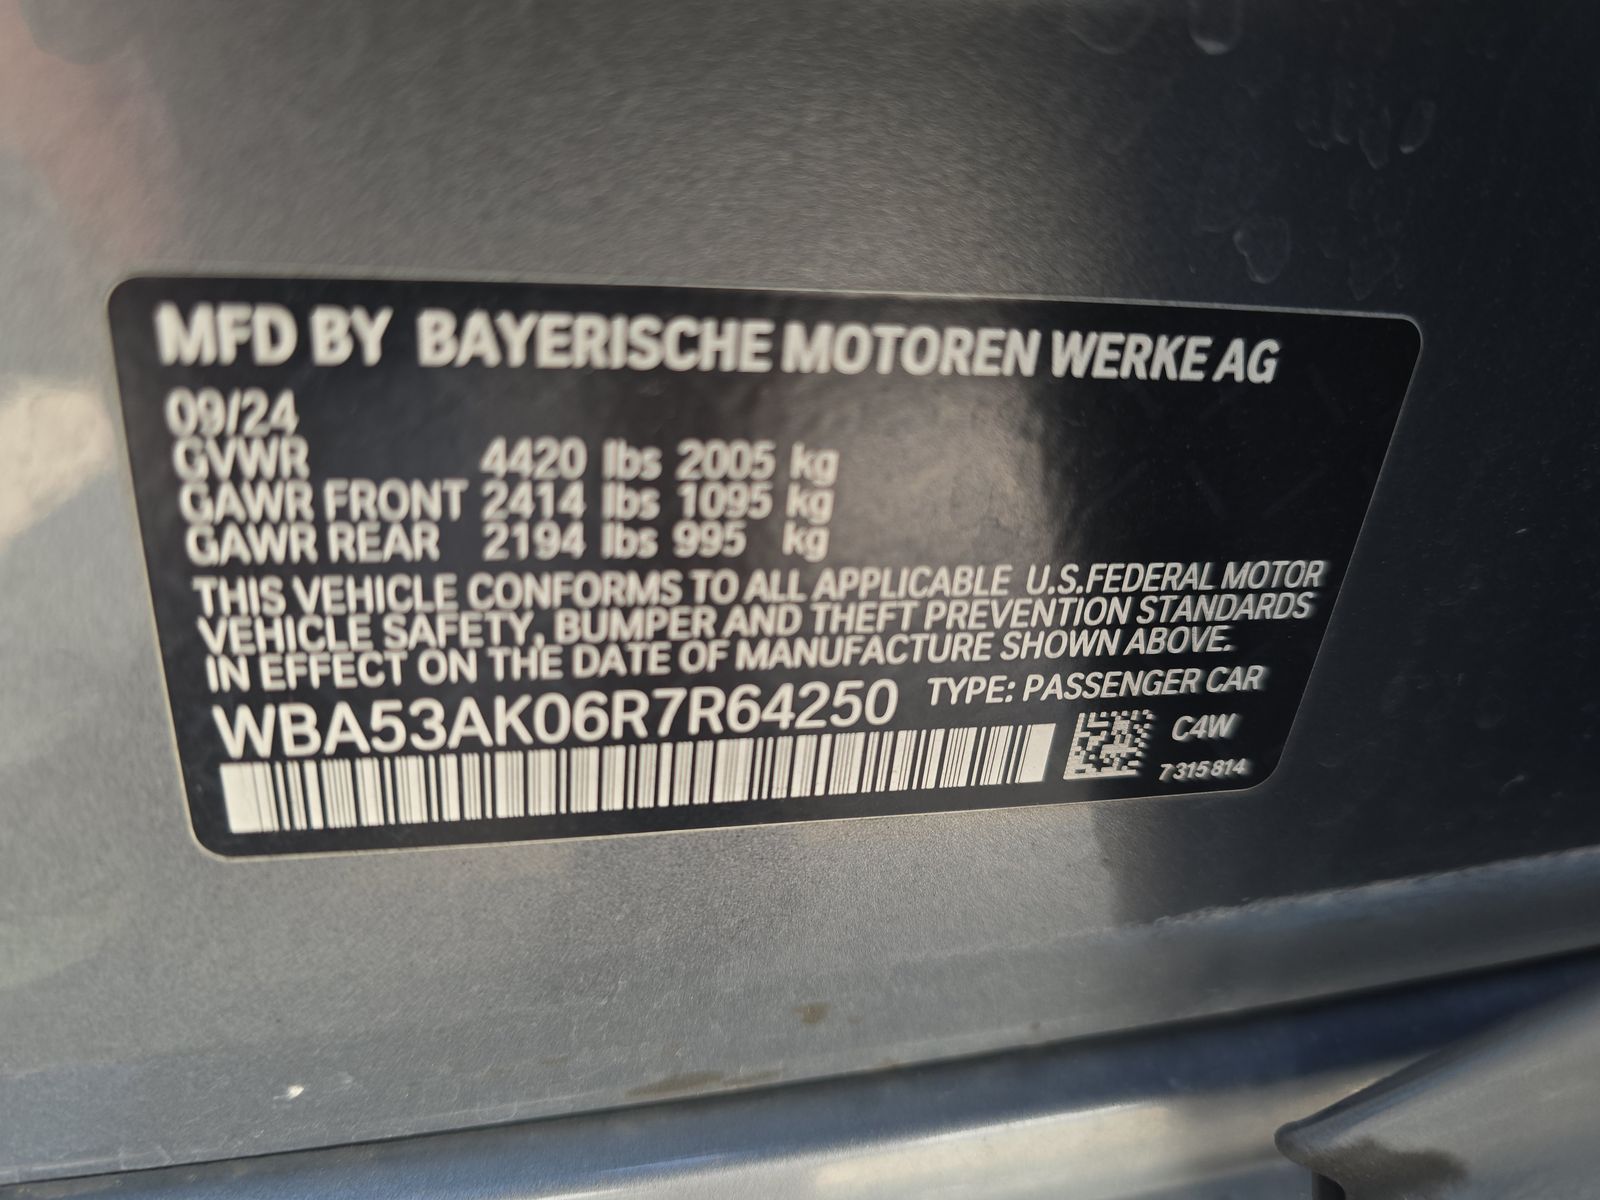 MFD BY BAYERISCHE MOTOREN WERKE AG
09/24
GVWR 4420 lbs 2005 kg
GAWR FRONT 2414 lbs 1095 kg
GAWR REAR 2194 lbs 995 kg
THIS VEHICLE CONFORMS TO ALL APPLICABLE U.S.FEDERAL MOTOR
VEHICLE SAFETY, BUMPER AND THEFT PREVENTION STANDARDS
IN EFFECT ON THE DATE OF MANUFACTURE SHOWN ABOVE.
WBA53AK06R7R64250 TYPE: PASSENGER CAR
C4W
7 315 814